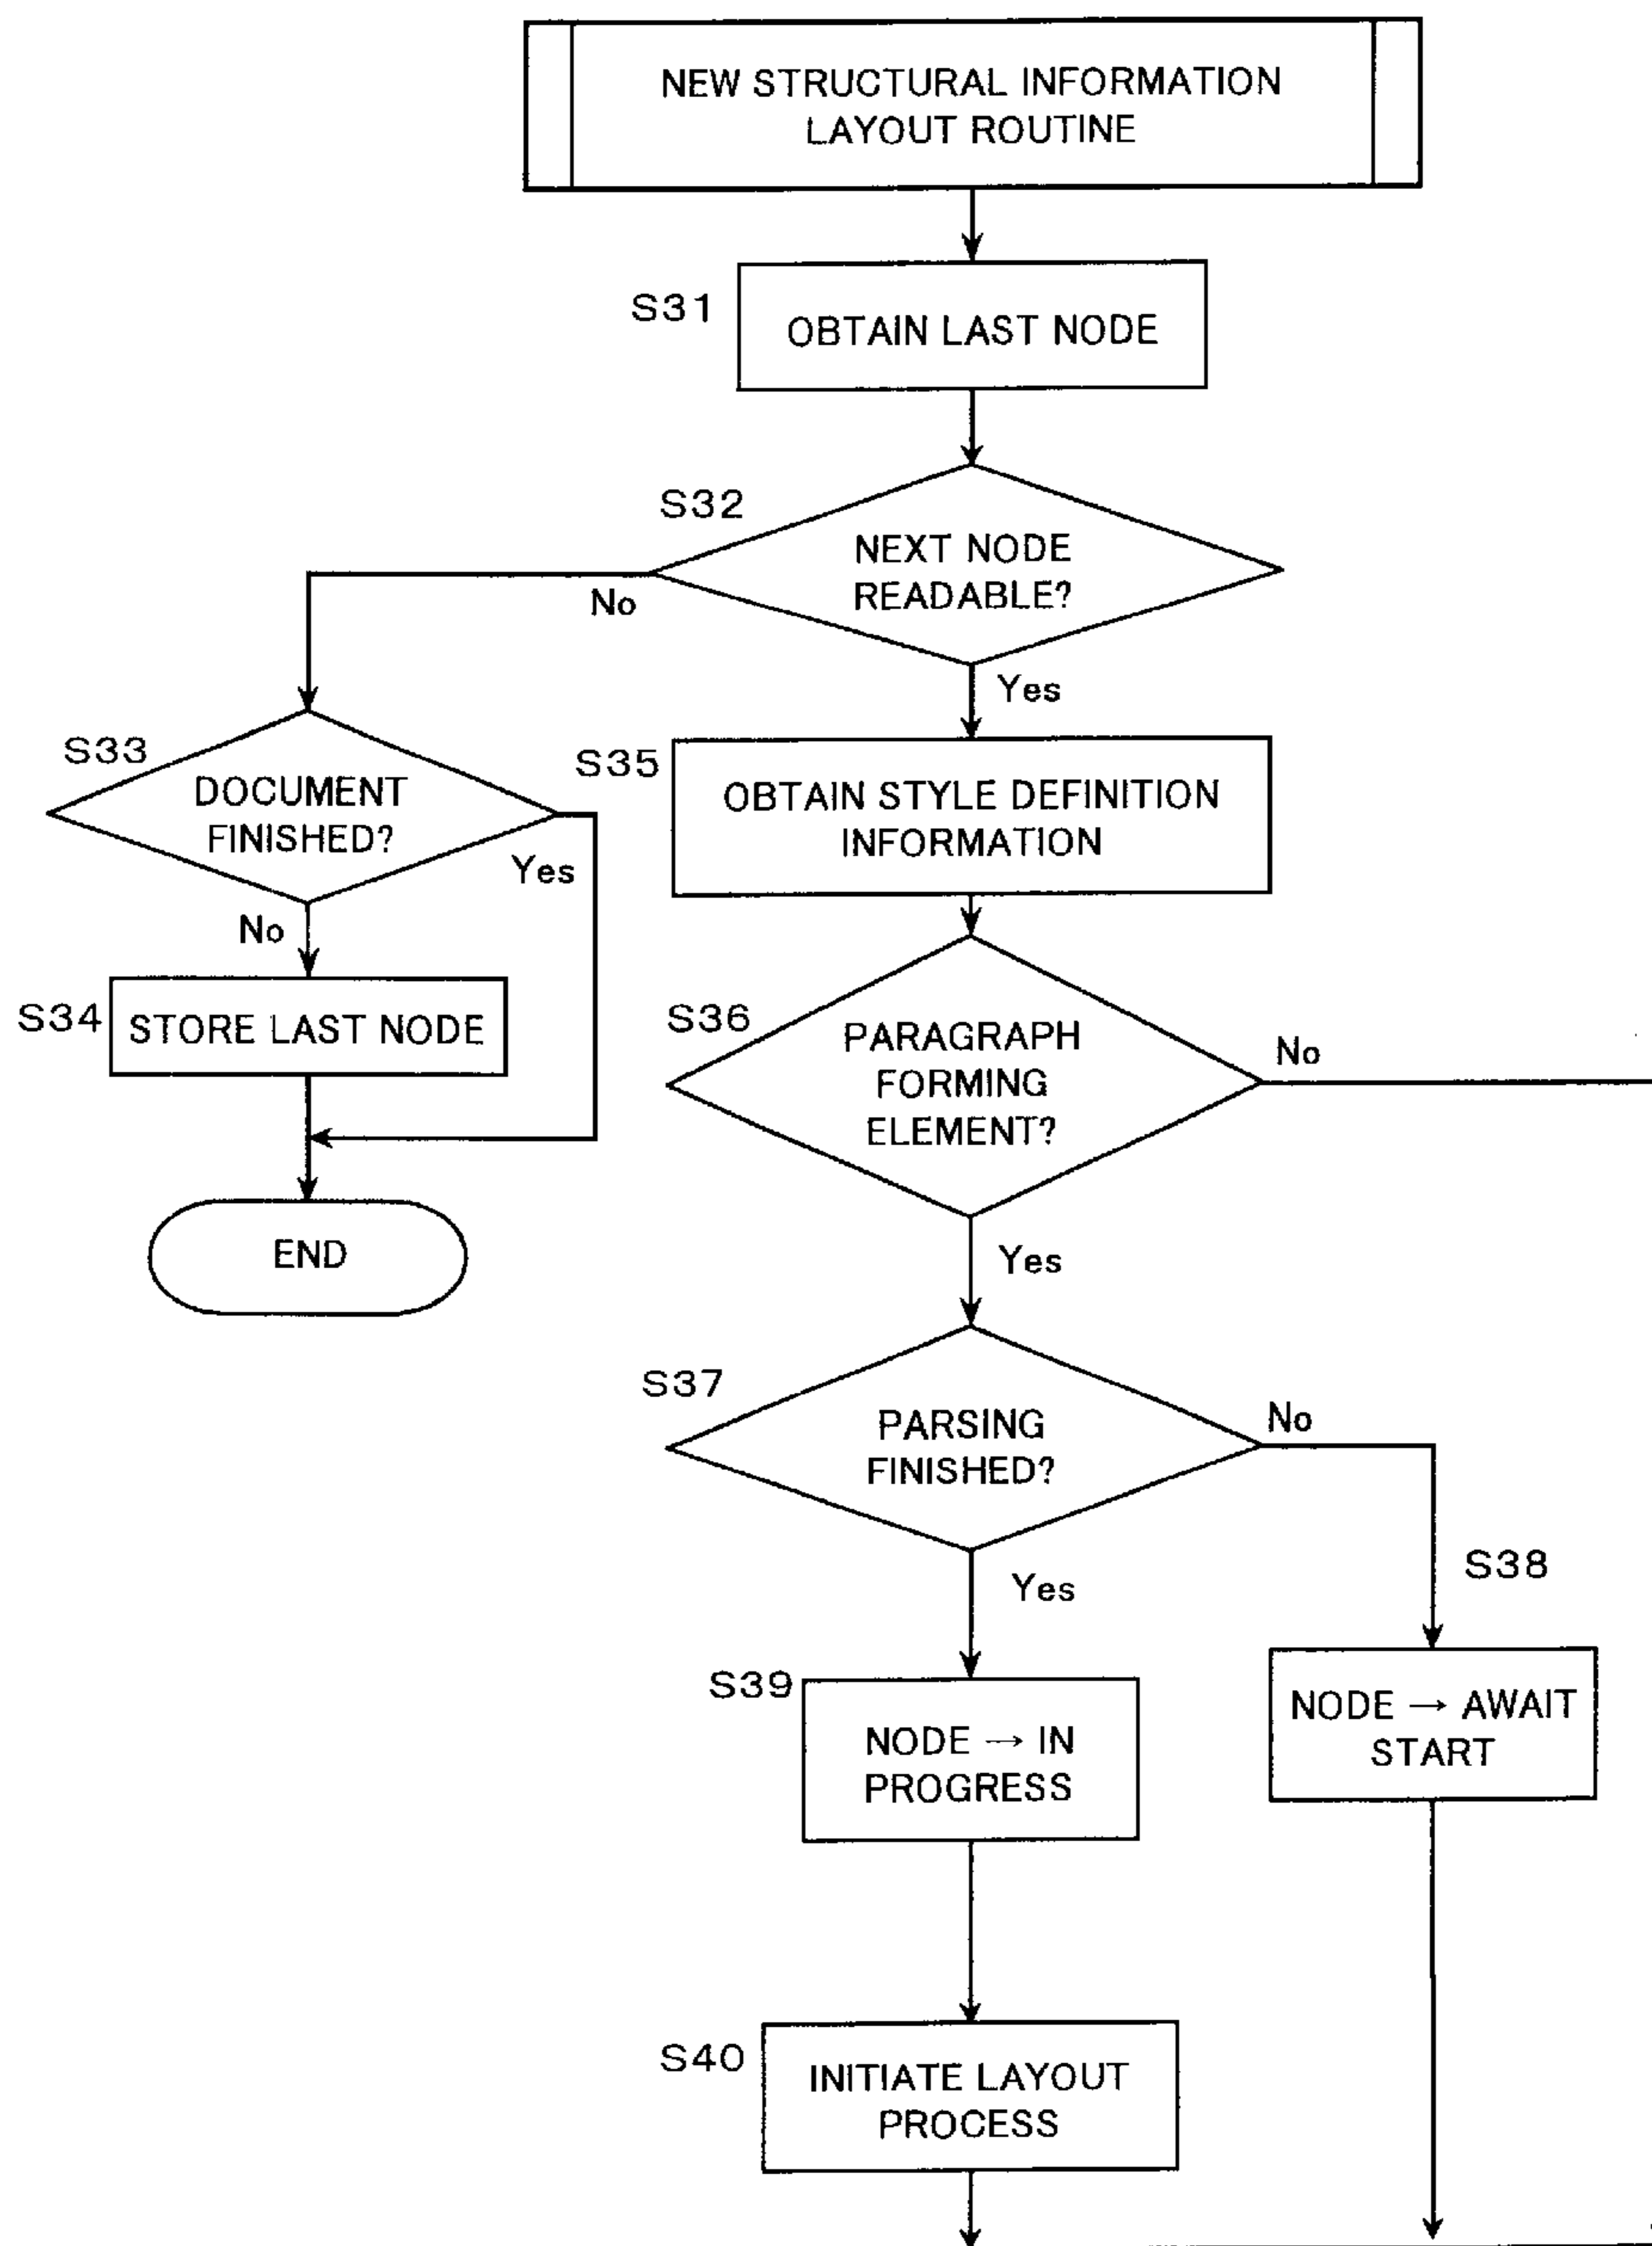 NEW STRUCTURAL INFORMATION
LAYOUT ROUTINE
S31
OBTAIN LAST NODE
S32
NEXT NODE
READABLE?
No
Yes
S33
DOCUMENT
FINISHED?
Yes
No
S34
STORE LAST NODE
END
S35
OBTAIN STYLE DEFINITION
INFORMATION
S36
PARAGRAPH
FORMING
ELEMENT?
No
Yes
S37
PARSING
FINISHED?
No
Yes
S38
NODE → AWAIT
START
S39
NODE → IN
PROGRESS
S40
INITIATE LAYOUT
PROCESS